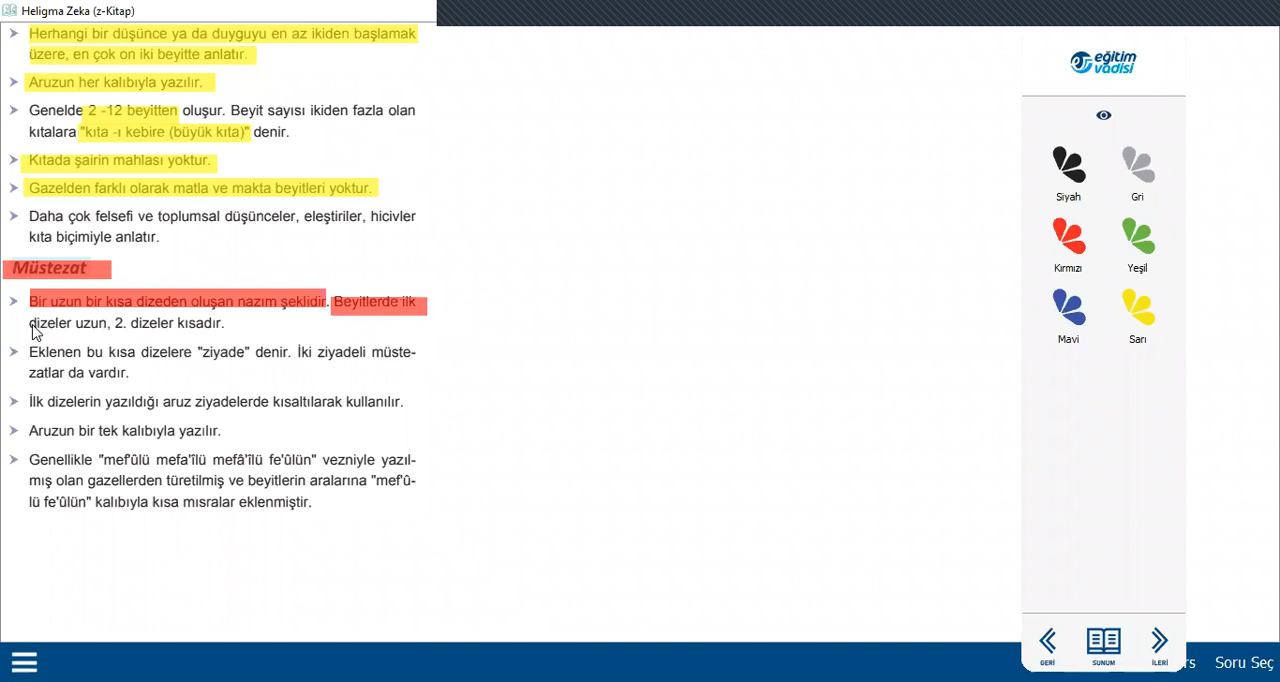 Heligma Zeka (z-Kitap)
Herhangi bir düşünce ya da duyguyu en az ikiden başlamak
üzere, en çok on iki beyitte anlatır.
Aruzun her kalıbıyla yazılır.
Genelde 2 -12 beyitten oluşur. Beyit sayısı ikiden fazla olan
kıtalara "kıta -ı kebire (büyük kıta)" denir.
Kıtada şairin mahlası yoktur.
Gazelden farklı olarak matla ve makta beyitleri yoktur.
Daha çok felsefi ve toplumsal düşünceler, eleştiriler, hicivler
kıta biçimiyle anlatır.
Müstezat
Bir uzun bir kısa dizeden oluşan nazım şeklidir. Beyitlerde ilk
dizeler uzun, 2. dizeler kısadır.
Eklenen bu kısa dizelere "ziyade" denir. İki ziyadeli müste-
zatlar da vardır.
İlk dizelerin yazıldığı aruz ziyadelerde kısaltılarak kullanılır.
Aruzun bir tek kalıbıyla yazılır.
Genellikle "mef'ûlü mefa'îlü mefâ'îlü fe'ûlün" vezniyle yazıl-
mış olan gazellerden türetilmiş ve beyitlerin aralarına "mef'û-
lü fe'ûlün" kalıbıyla kısa mısralar eklenmiştir.
eğitim
vadisi
Siyah Gri
Kırmızı Yeşil
Mavi Sarı
GERİ SUNUM İLERİ
rs Soru Seç